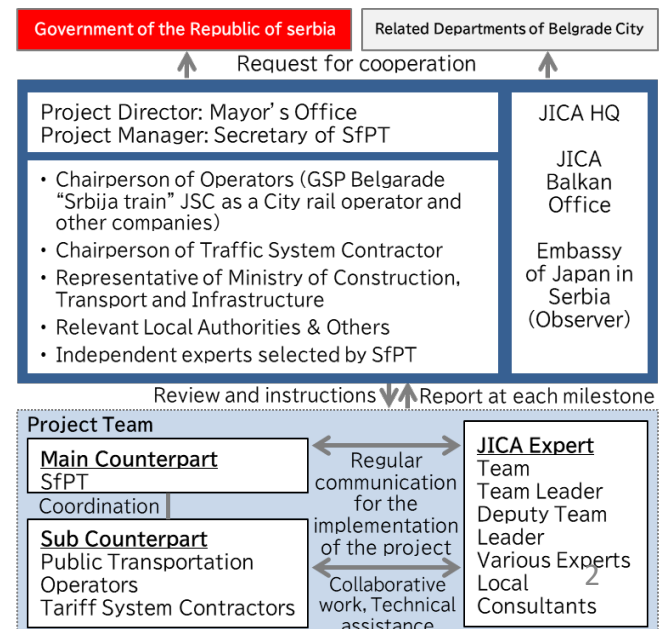 Government of the Republic of serbia
Related Departments of Belgrade City
Request for cooperation
Project Director: Mayor's Office
Project Manager: Secretary of SfPT
• Chairperson of Operators (GSP Belgarade
"Srbija train" JSC as a City rail operator and
other companies)
• Chairperson of Traffic System Contractor
• Representative of Ministry of Construction,
Transport and Infrastructure
• Relevant Local Authorities & Others
• Independent experts selected by SfPT
JICA HQ
JICA
Balkan
Office
Embassy
of Japan in
Serbia
(Observer)
Review and instructions
Report at each milestone
Project Team
Main Counterpart
SfPT
Coordination
Sub Counterpart
Public Transportation
Operators
Tariff System Contractors
Regular
communication
for the
implementation
of the project
Collaborative
work, Technical
assistance
JICA Expert
Team
Team Leader
Deputy Team
Leader
Various Experts
Local
Consultants
2